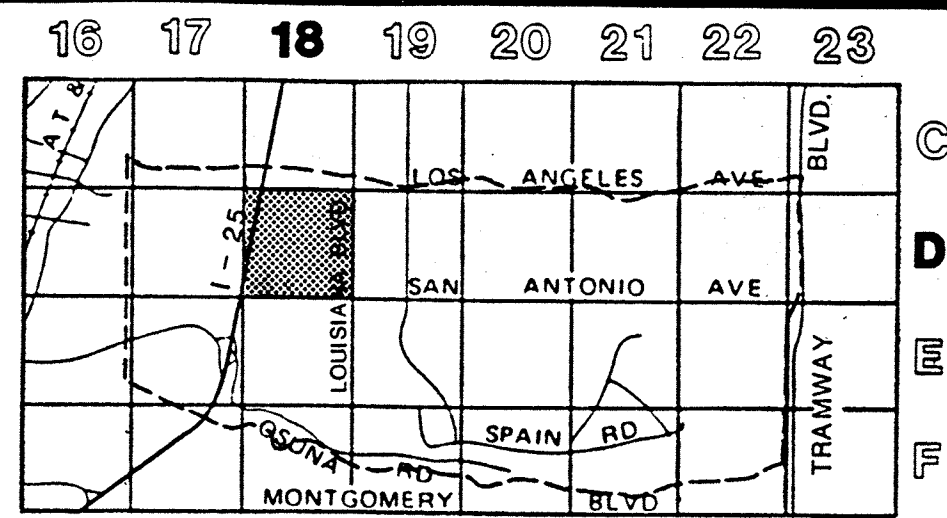 16 17 18 19 20 21 22 23
AT &
BLVD.
C
LOS ANGELES AVE
I-25
LOUISIANA BLVD.
D
SAN ANTONIO AVE
E
TRAMWAY
OSUNA RD
SPAIN RD
F
MONTGOMERY BLVD